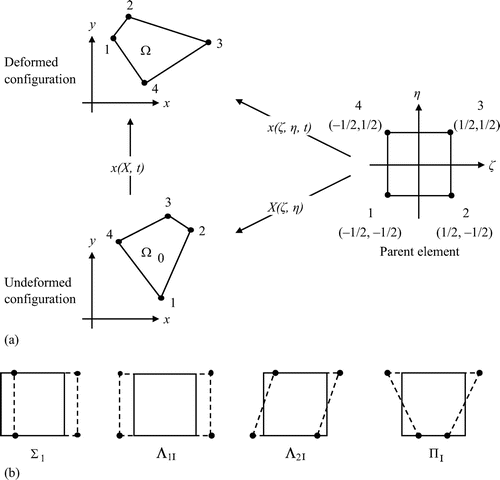 2
Deformed
configuration
y
1
Ω
3
4
x
x(X, t)
x(ζ, η, t)
X(ζ, η)
η
4
3
(−1/2,1/2)
(1/2,1/2)
ζ
1
2
(−1/2, −1/2)
(1/2, −1/2)
Parent element
Undeformed
configuration
y
3
4
2
Ω 0
1
x
(a)
Σ1
Λ1I
Λ2I
ΠI
(b)